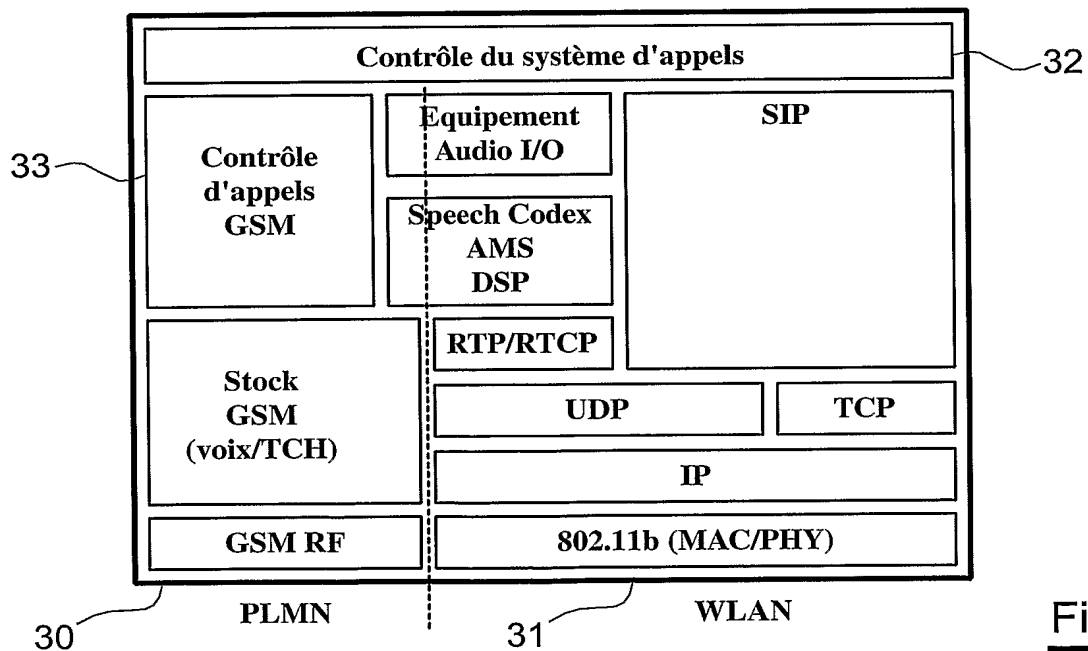 Contrôle du système d'appels
32
Contrôle
d'appels
GSM
33
Equipement
Audio I/O
SIP
Speech Codex
AMS
DSP
RTP/RTCP
Stock
GSM
(voix/TCH)
UDP
TCP
IP
GSM RF
802.11b (MAC/PHY)
30
PLMN
31
WLAN
Fi